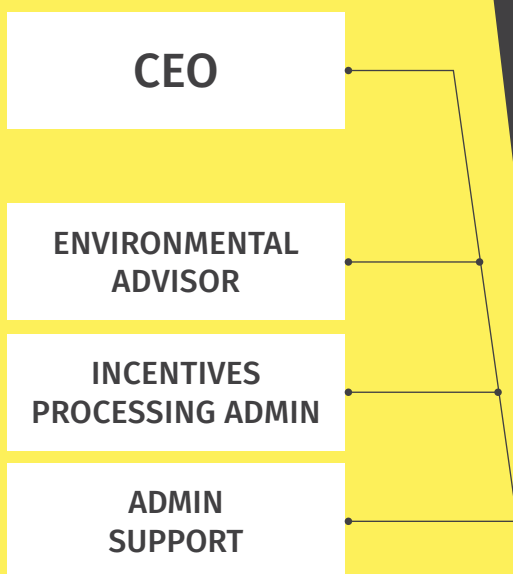 CEO
ENVIRONMENTAL
ADVISOR
INCENTIVES
PROCESSING ADMIN
ADMIN
SUPPORT